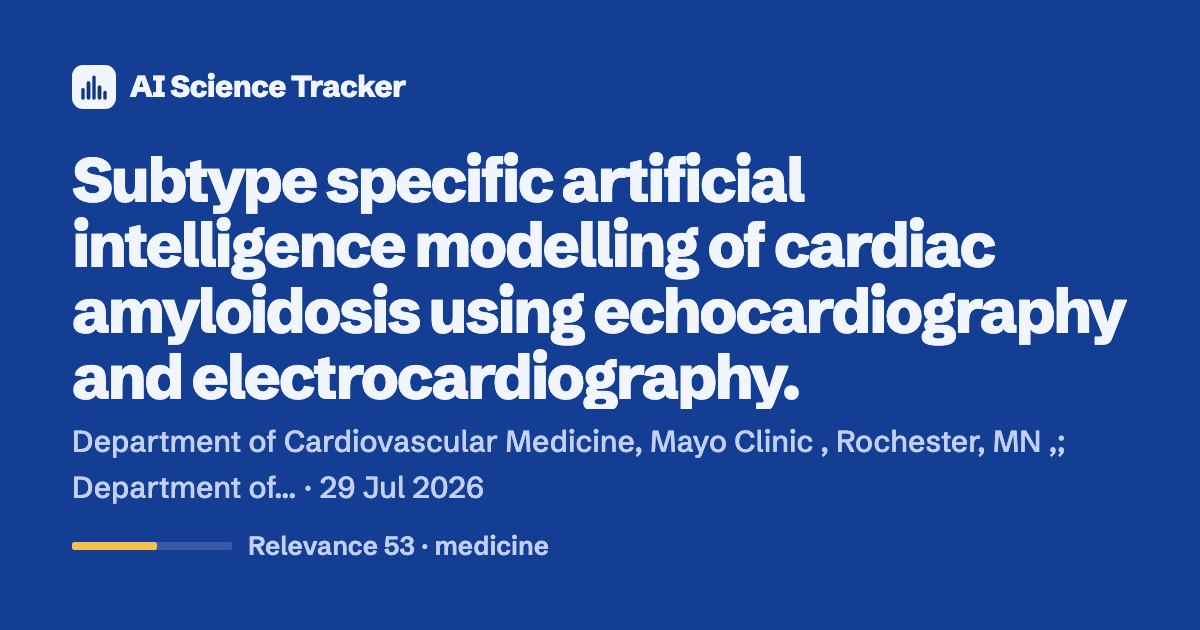 AI Science Tracker
Subtype specific artificial
intelligence modelling of cardiac
amyloidosis using echocardiography
and electrocardiography.
Department of Cardiovascular Medicine, Mayo Clinic , Rochester, MN ,;
Department of... · 29 Jul 2026
Relevance 53 · medicine